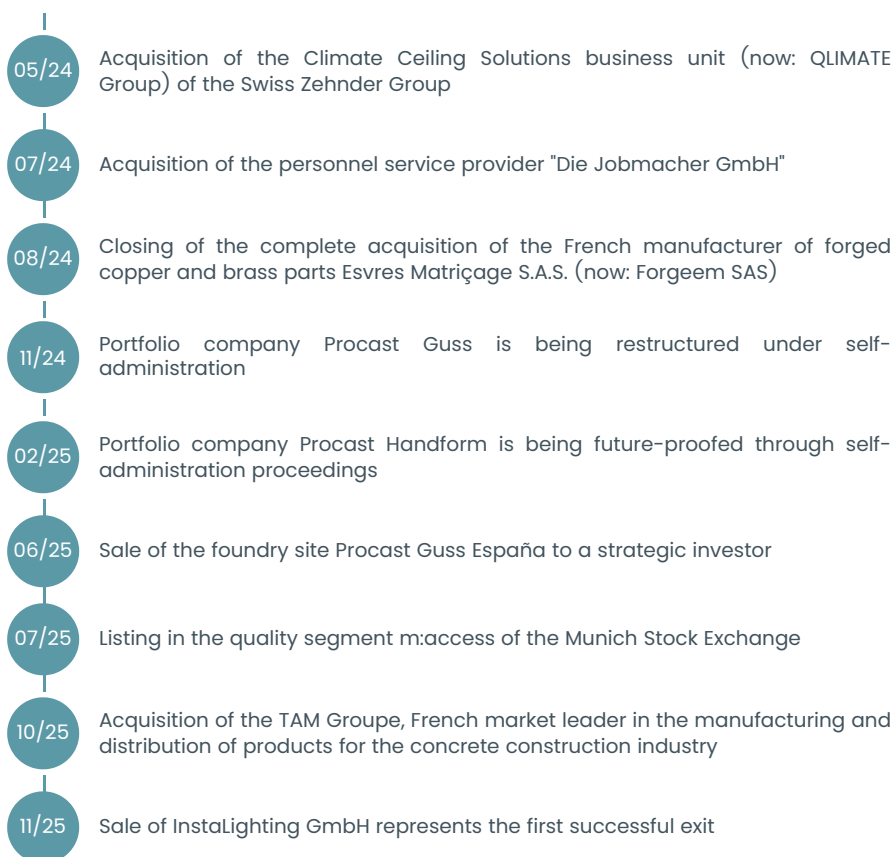 05/24
Acquisition of the Climate Ceiling Solutions business unit (now: QLIMATE
Group) of the Swiss Zehnder Group
07/24
Acquisition of the personnel service provider "Die Jobmacher GmbH"
08/24
Closing of the complete acquisition of the French manufacturer of forged
copper and brass parts Esvres Matriçage S.A.S. (now: Forgeem SAS)
11/24
Portfolio company Procast Guss is being restructured under self-
administration
02/25
Portfolio company Procast Handform is being future-proofed through self-
administration proceedings
06/25
Sale of the foundry site Procast Guss España to a strategic investor
07/25
Listing in the quality segment m:access of the Munich Stock Exchange
10/25
Acquisition of the TAM Groupe, French market leader in the manufacturing and
distribution of products for the concrete construction industry
11/25
Sale of InstaLighting GmbH represents the first successful exit